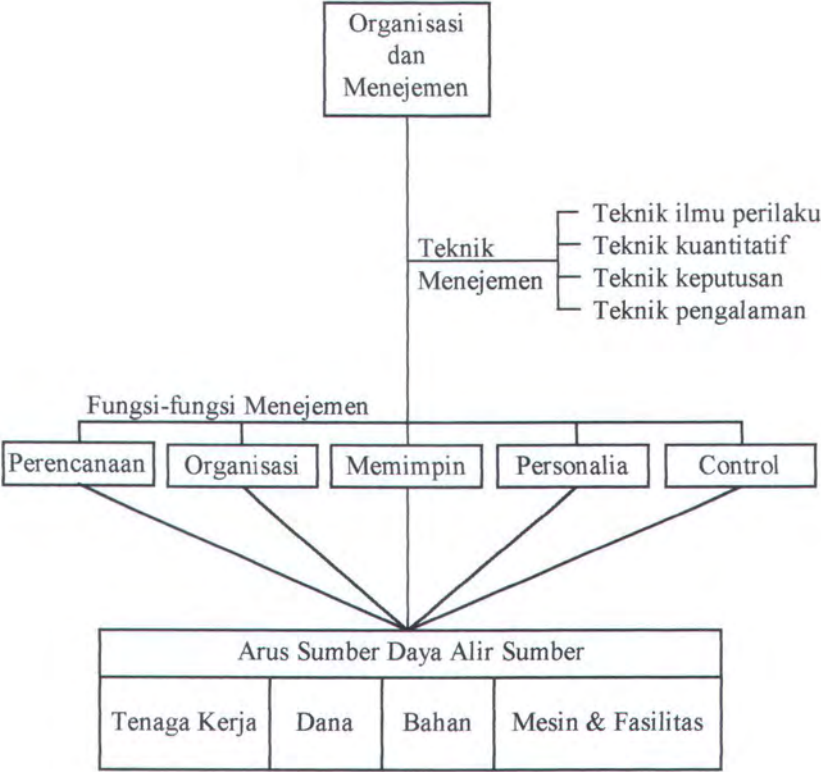 Organisasi
dan
Menejemen
Teknik
Menejemen
Teknik ilmu perilaku
Teknik kuantitatif
Teknik keputusan
Teknik pengalaman
Fungsi-fungsi Menejemen
Perencanaan
Organisasi
Memimpin
Personalia
Control
Arus Sumber Daya Alir Sumber
Tenaga Kerja
Dana
Bahan
Mesin & Fasilitas